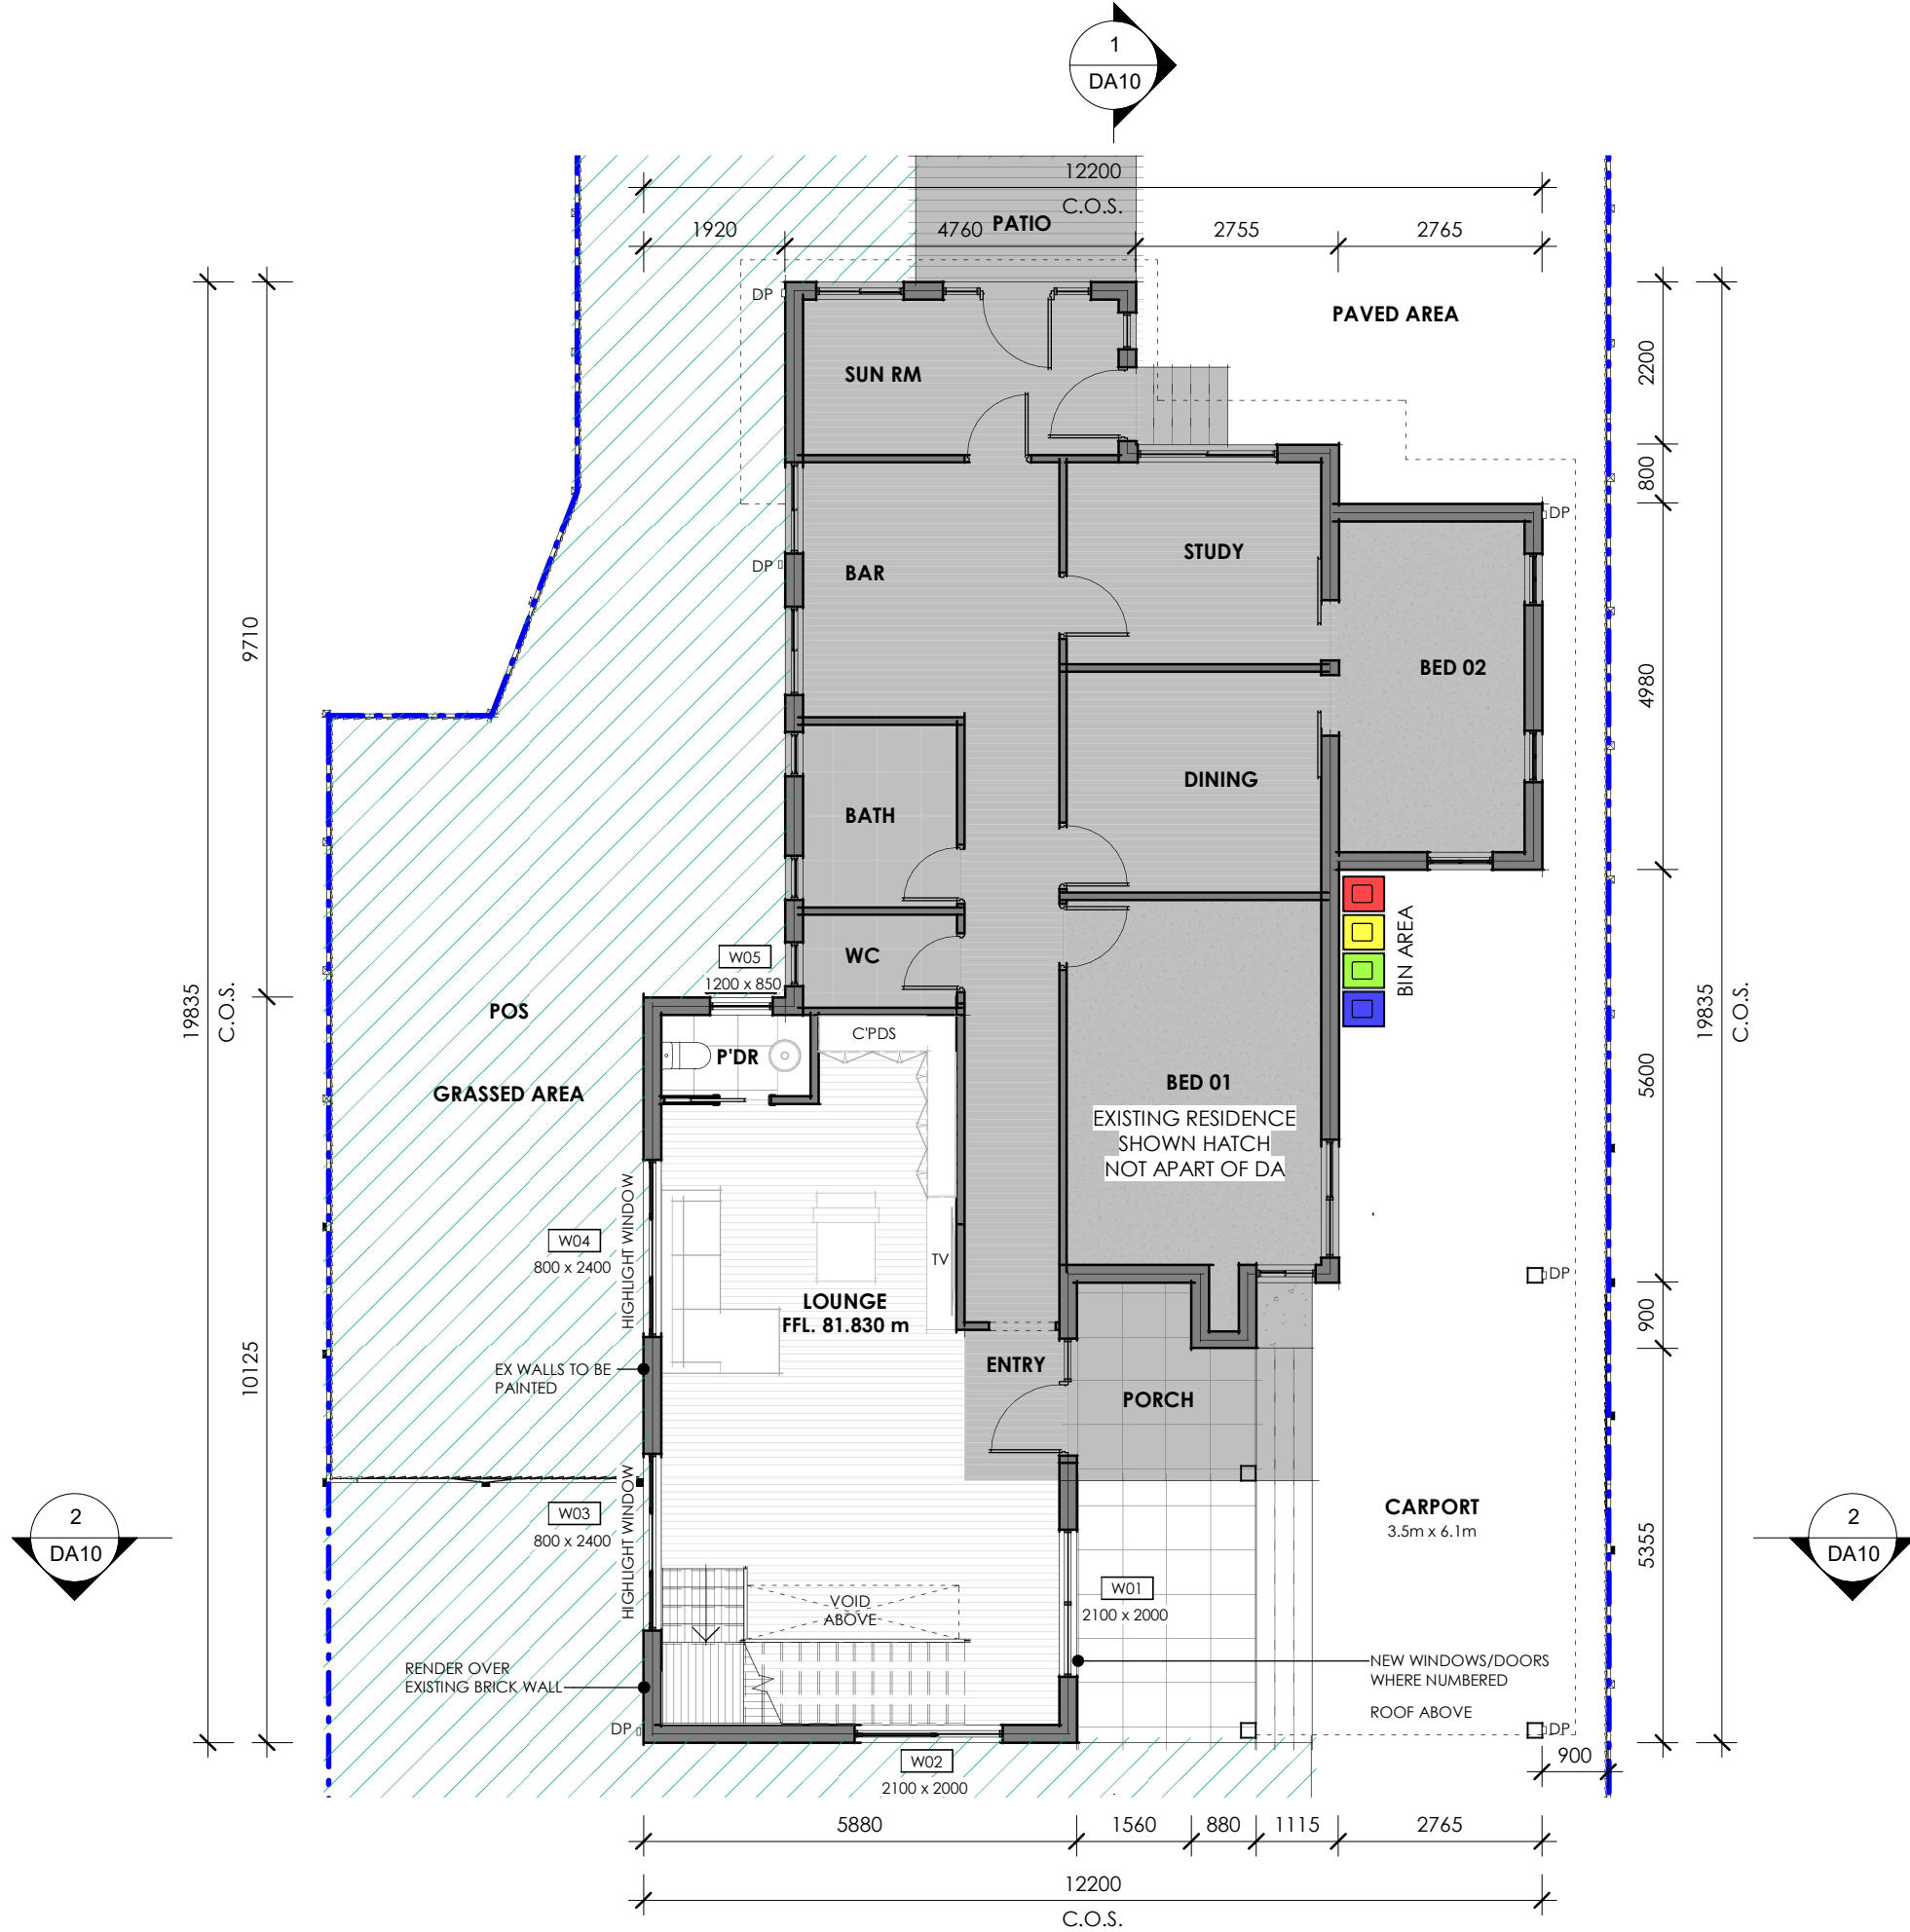 1
DA10
12200
C.O.S.
1920
4760
2755
2765
PATIO
DP
PAVED AREA
SUN RM
2200
800
DP
DP
BAR
STUDY
BED 02
9710
4980
DINING
BATH
BIN AREA
WC
W05
1200 x 850
19835
C.O.S.
19835
C.O.S.
POS
GRASSED AREA
P'DR
C'PDS
BED 01
EXISTING RESIDENCE
SHOWN HATCH
NOT APART OF DA
5600
W04
800 x 2400
HIGHLIGHT WINDOW
TV
DP
LOUNGE
FFL. 81.830 m
900
10125
EX WALLS TO BE
PAINTED
ENTRY
PORCH
2
DA10
W03
800 x 2400
HIGHLIGHT WINDOW
CARPORT
3.5m x 6.1m
5355
2
DA10
VOID
ABOVE
W01
2100 x 2000
RENDER OVER
EXISTING BRICK WALL
NEW WINDOWS/DOORS
WHERE NUMBERED
ROOF ABOVE
DP
DP
W02
2100 x 2000
900
5880
1560
880
1115
2765
12200
C.O.S.